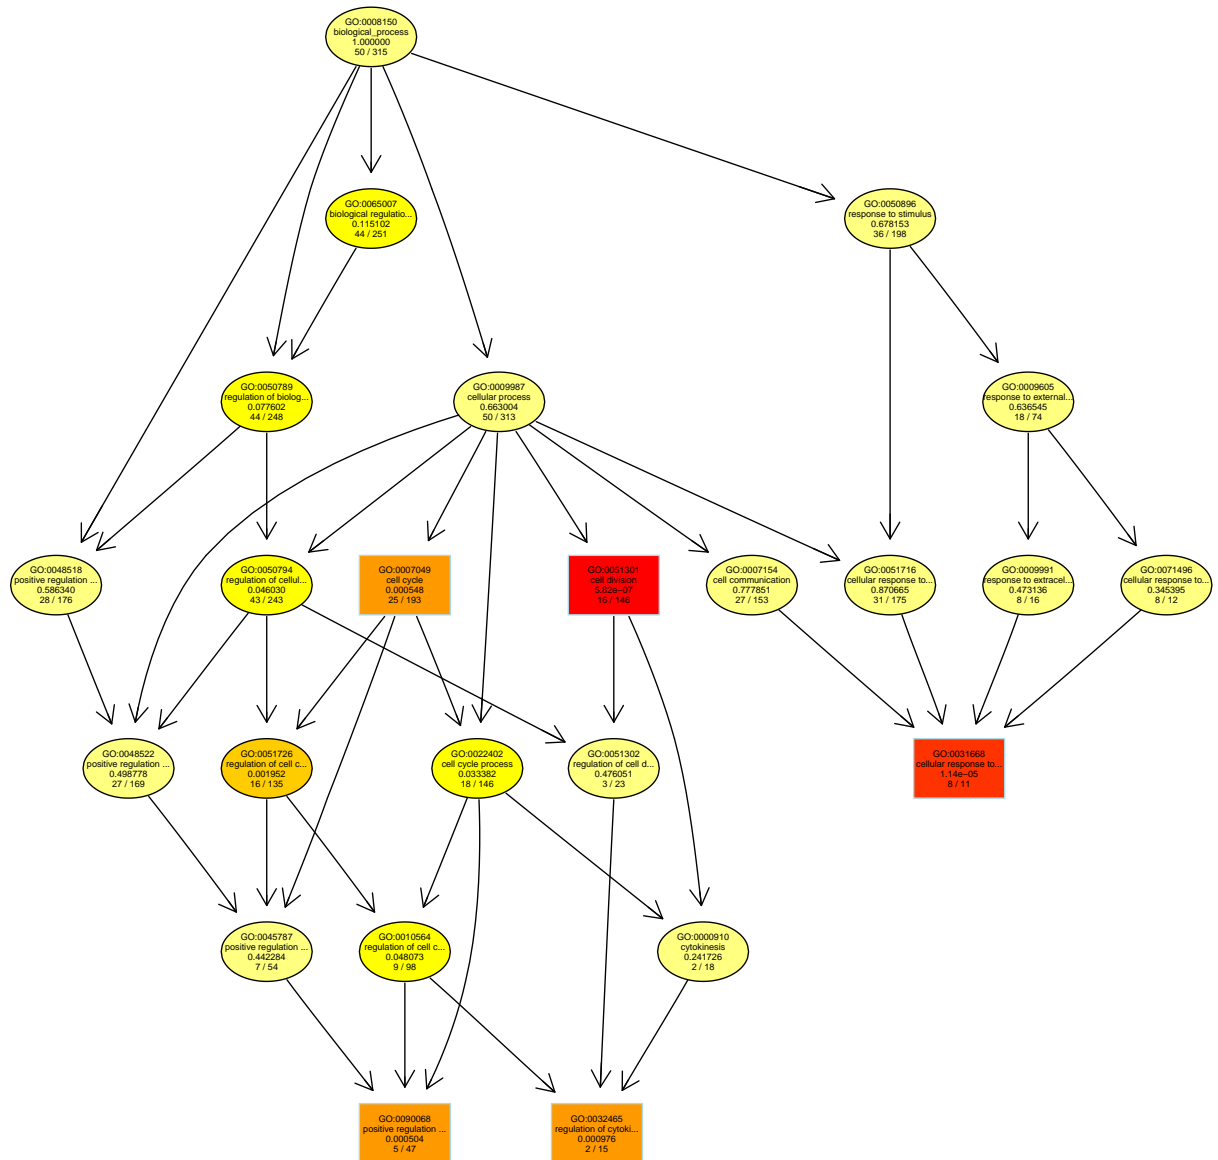 GO:0008150
biological_process
1.000000
50 / 315
GO:0065007
biological regulatio...
0.115102
44 / 251
GO:0050896
response to stimulus
0.678153
36 / 198
GO:0050789
regulation of biolog...
0.077602
44 / 248
GO:0009987
cellular process
0.663004
50 / 313
GO:0009605
response to external...
0.636545
18 / 74
GO:0048518
positive regulation ...
0.586340
28 / 176
GO:0050794
regulation of cellul...
0.046030
43 / 243
GO:0007049
cell cycle
0.000548
25 / 193
GO:0051301
cell division
5.82e−07
16 / 146
GO:0007154
cell communication
0.777851
27 / 153
GO:0051716
cellular response to...
0.870665
31 / 175
GO:0009991
response to extracel...
0.473136
8 / 16
GO:0071496
cellular response to...
0.345395
8 / 12
GO:0048522
positive regulation ...
0.498778
27 / 169
GO:0051726
regulation of cell c...
0.001952
16 / 135
GO:0022402
cell cycle process
0.033382
18 / 146
GO:0051302
regulation of cell d...
0.476051
3 / 23
GO:0031668
cellular response to...
1.14e−05
8 / 11
GO:0045787
positive regulation ...
0.442284
7 / 54
GO:0010564
regulation of cell c...
0.048073
9 / 98
GO:0000910
cytokinesis
0.241726
2 / 18
GO:0090068
positive regulation ...
0.000504
5 / 47
GO:0032465
regulation of cytoki...
0.000976
2 / 15